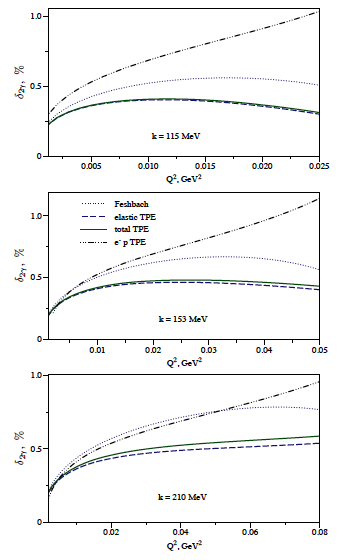 1.0
0.5
0
δ2γ, %
k = 115 MeV
0.005 0.010 0.015 0.020 0.025
Q², GeV²
1.0
0.5
0
δ2γ, %
Feshbach
elastic TPE
total TPE
e⁻ p TPE
k = 153 MeV
0.01 0.02 0.03 0.04 0.05
Q², GeV²
1.0
0.5
0
δ2γ, %
k = 210 MeV
0.02 0.04 0.06 0.08
Q², GeV²